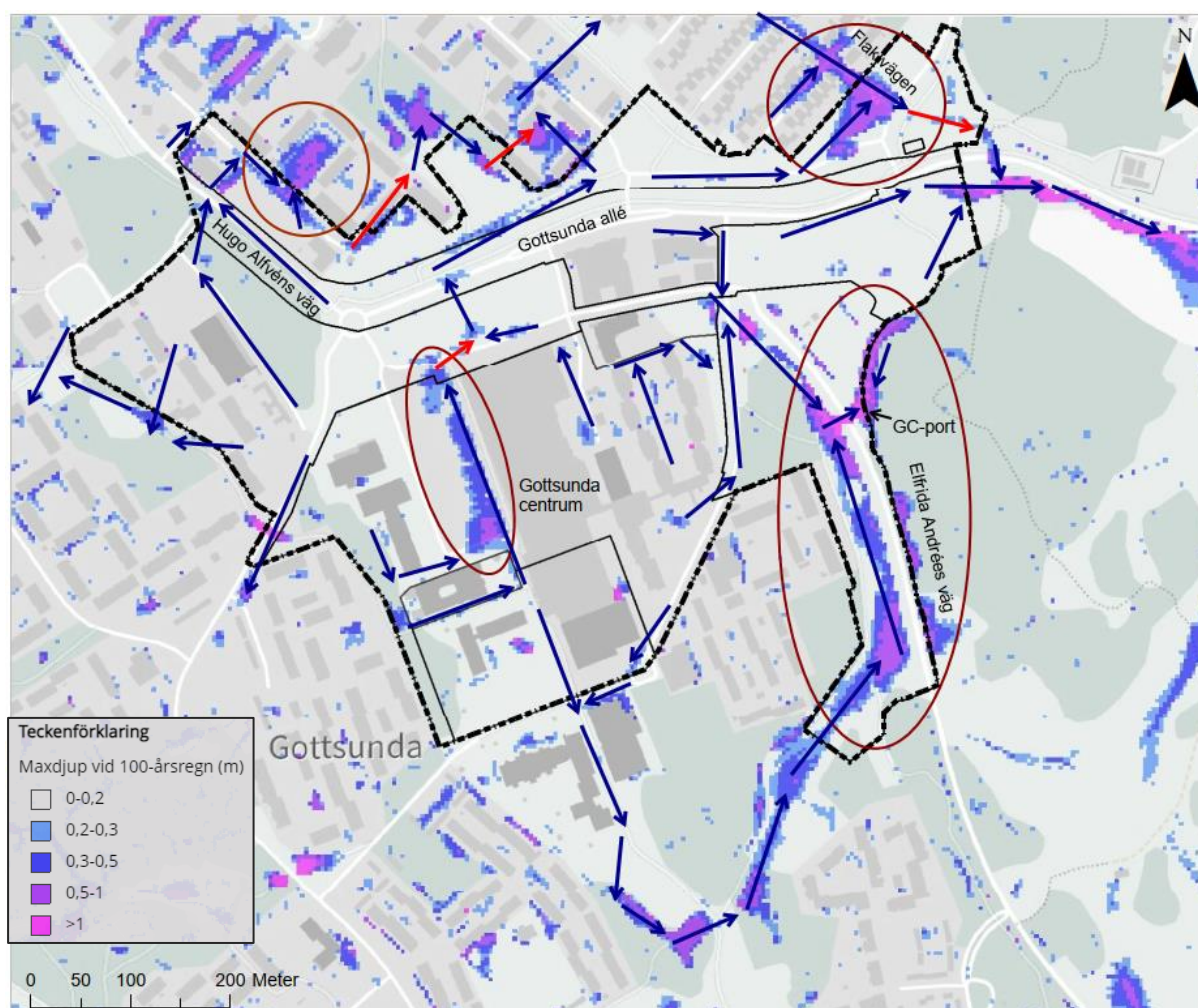 N
Flakvägen
Gottsunda allé
Hugo Alfvéns väg
GC-port
Gottsunda
centrum
Elfrida Andrées väg
Gottsunda
Teckenförklaring
Maxdjup vid 100-årsregn (m)
0-0,2
0,2-0,3
0,3-0,5
0,5-1
>1
0 50 100 200 Meter